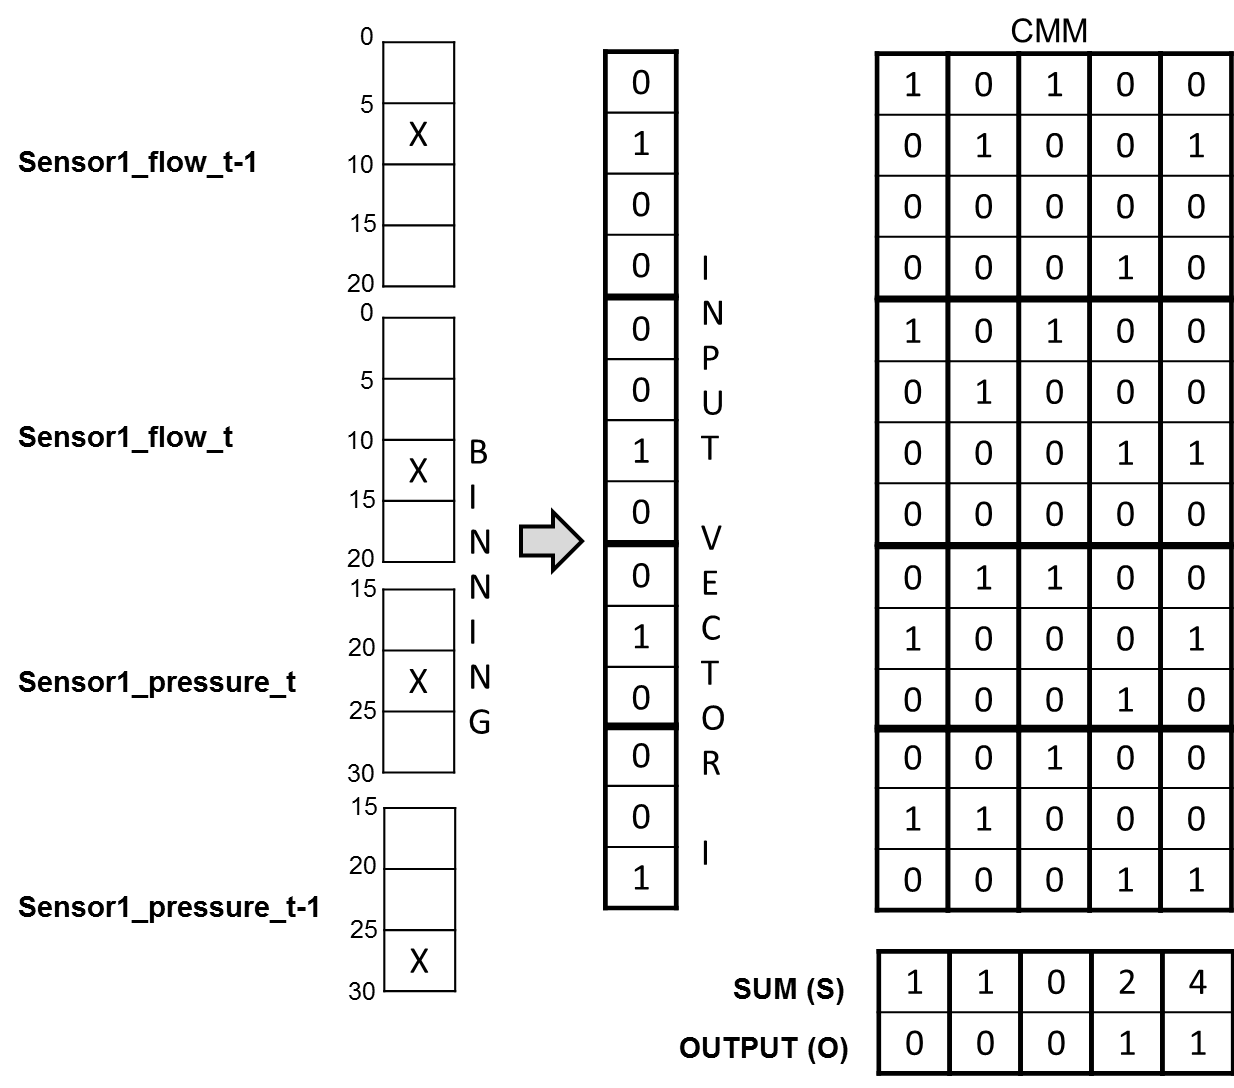 CMM
Sensor1_flow_t-1
0
5
X
10
15
20
Sensor1_flow_t
0
5
10
X
15
20
Sensor1_pressure_t
15
20
X
25
30
Sensor1_pressure_t-1
15
20
25
X
30
BINNING
0
1
0
0
0
0
1
0
0
1
0
0
0
1
INPUT VECTOR I
1 0 1 0 0
0 1 0 0 1
0 0 0 0 0
0 0 0 1 0
1 0 1 0 0
0 1 0 0 0
0 0 0 1 1
0 0 0 0 0
0 1 1 0 0
1 0 0 0 1
0 0 0 1 0
0 0 1 0 0
1 1 0 0 0
0 0 0 1 1
SUM (S) 1 1 0 2 4
OUTPUT (O) 0 0 0 1 1